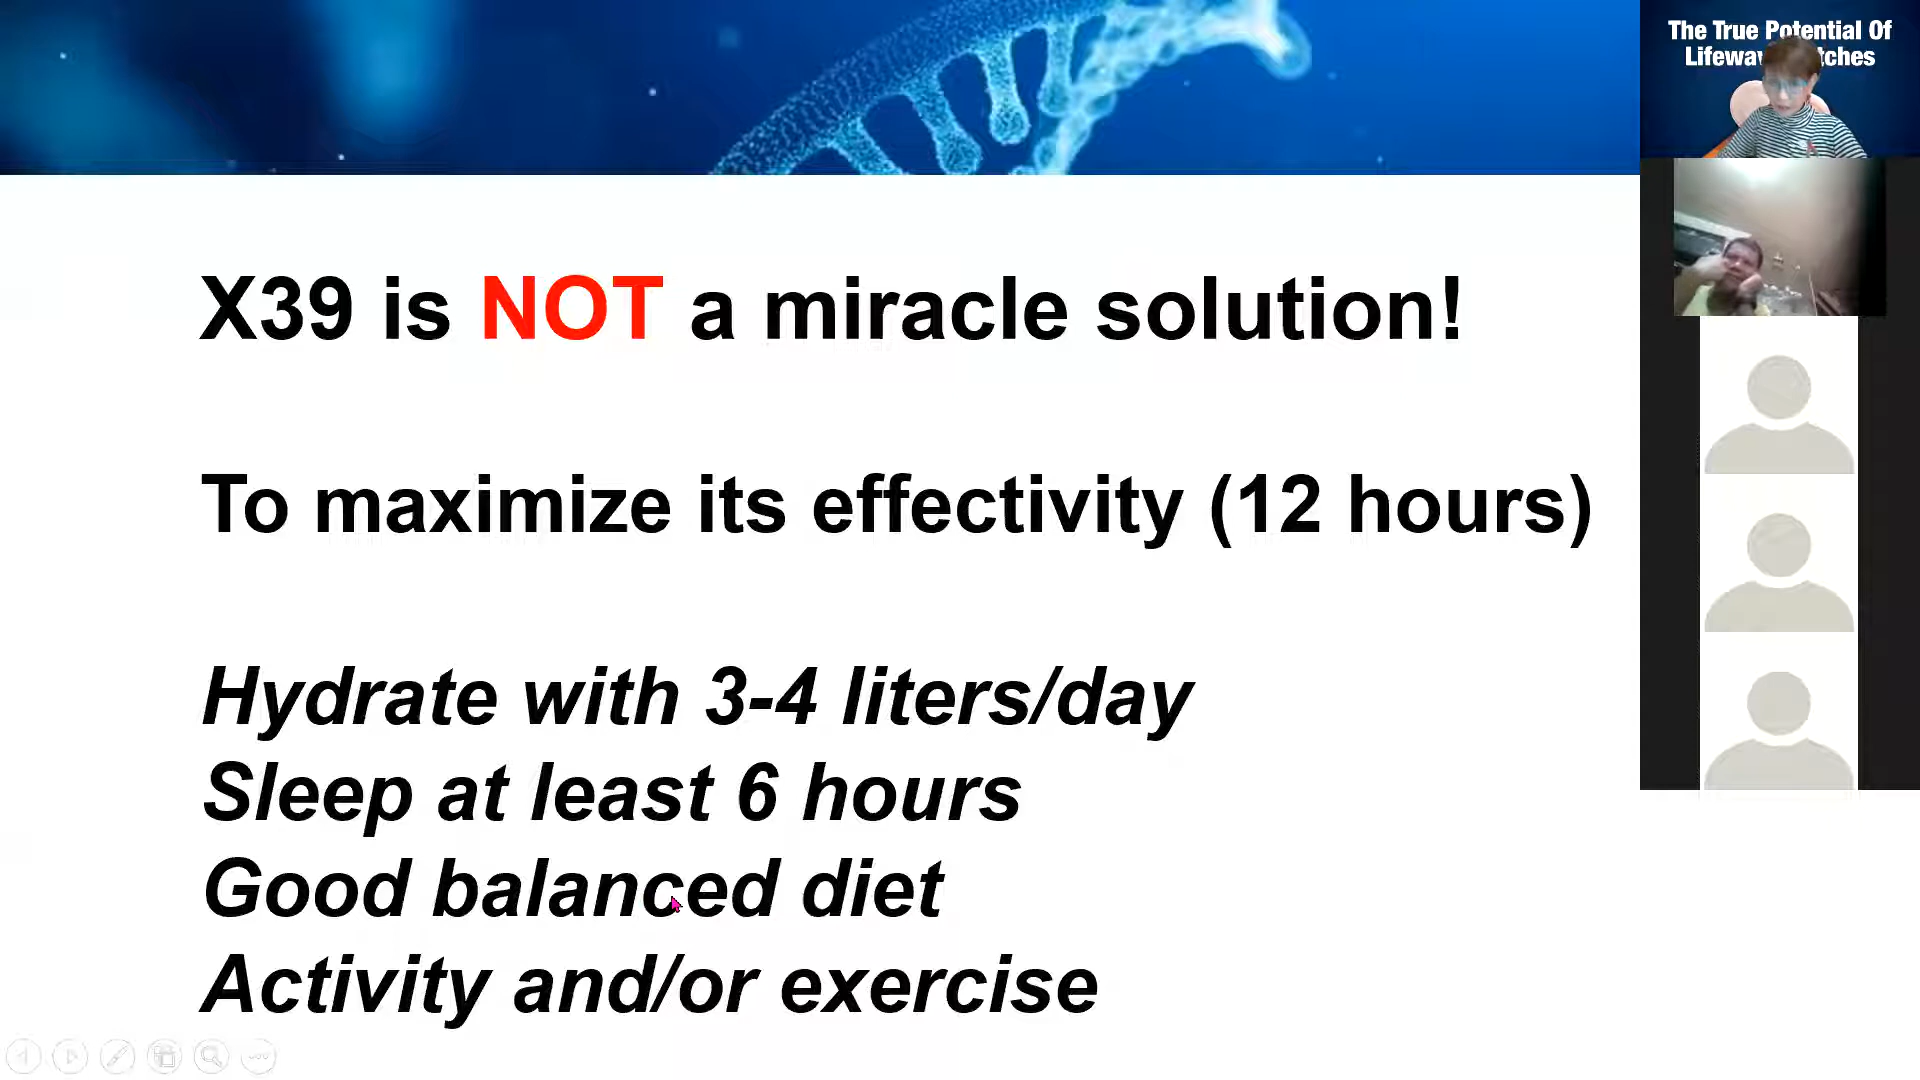 X39 is NOT a miracle solution!
To maximize its effectivity (12 hours)
Hydrate with 3-4 liters/day
Sleep at least 6 hours
Good balanced diet
Activity and/or exercise
The True Potential Of